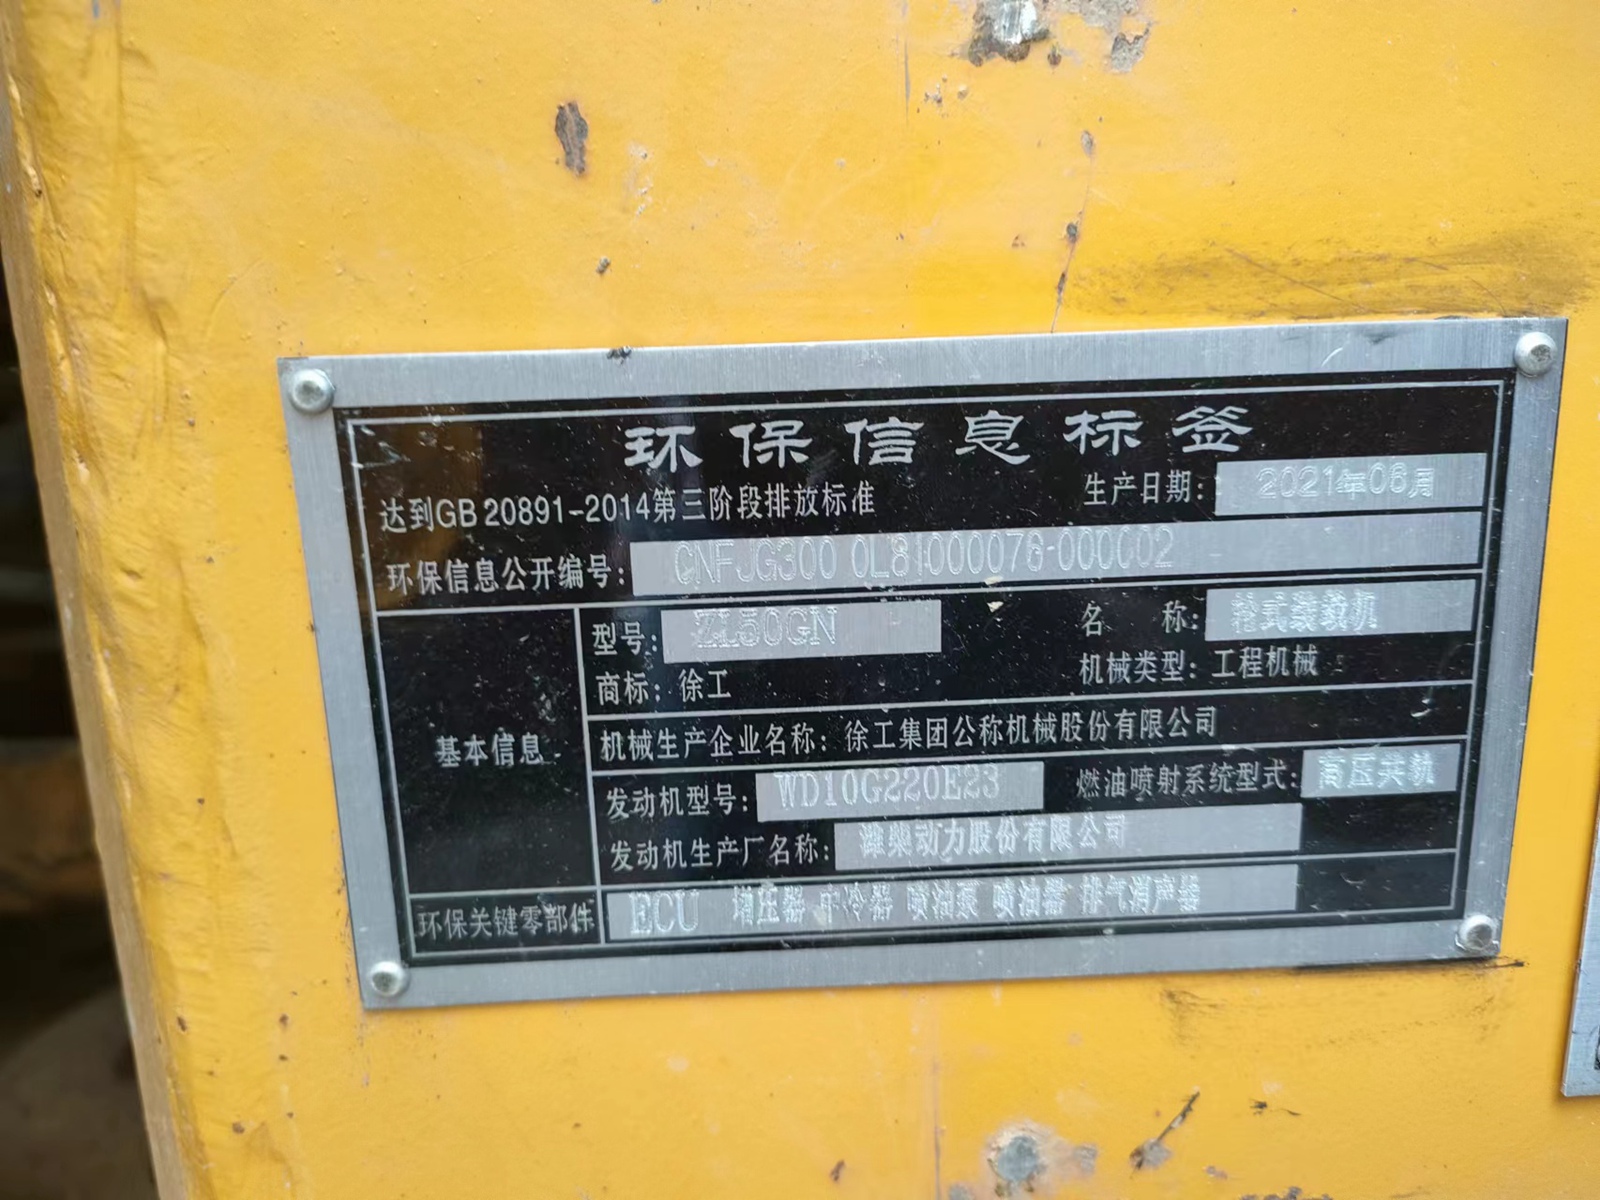 环保信息标签
达到GB 20891-2014第三阶段排放标准 生产日期: 2021年06月
环保信息公开编号: CNFJG300 0L81000076-000002
型号: ZL50GN 名 称: 轮式装载机
商标: 徐工 机械类型: 工程机械
基本信息
机械生产企业名称: 徐工集团公称机械股份有限公司
发动机型号: WD10G220E23 燃油喷射系统型式: 高压共轨
发动机生产厂名称: 潍柴动力股份有限公司
环保关键零部件 ECU 增压器 中冷器 喷油泵 喷油器 排气消声器